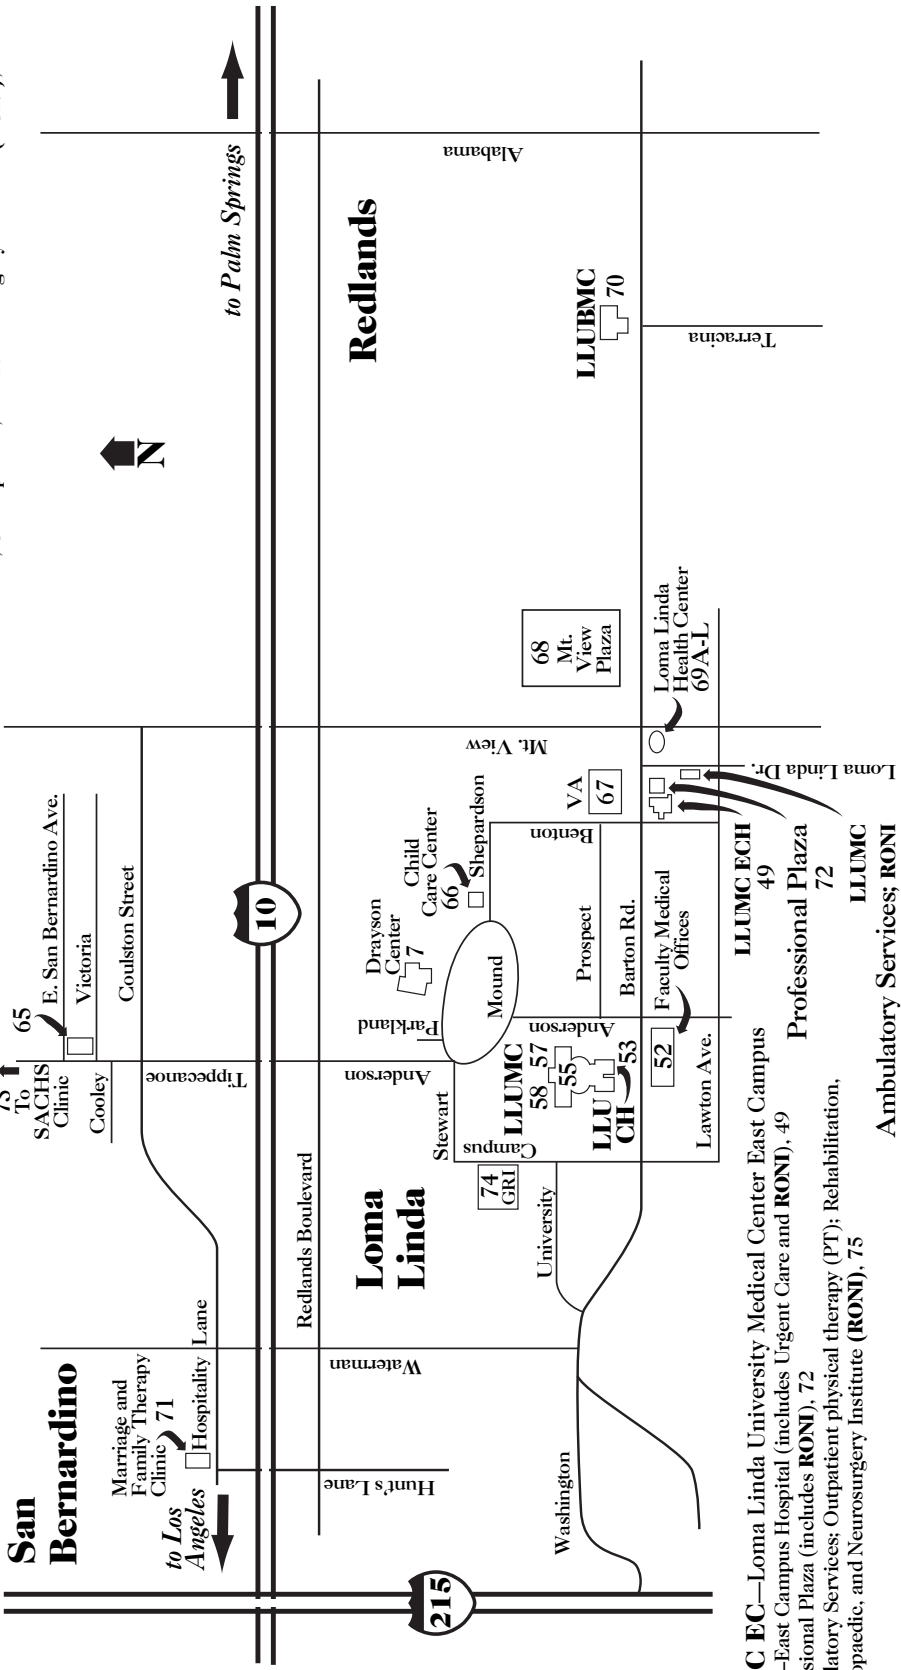 San
Bernardino
Marriage and
Family Therapy
Clinic 71
to Los
Angeles
Hospitality Lane
Hunt's Lane
Waterman
215
Washington
To
SACHS
Clinic
65
E. San Bernardino Ave.
Victoria
Cooley
Coulston Street
Tippecanoe
10
N
to Palm Springs
Redlands Boulevard
Redlands
Alabama
Loma
Linda
Stewart
Anderson
Parkland
Drayson
Center
7
Child
Care Center
66
Shepardson
Mound
Mt. View
74
GRI
Campus
University
LLUMC
58 57
55
LLU
CH
53
Anderson
Prospect
Benton
VA
67
68
Mt.
View
Plaza
LLUBMC
70
Terracina
Barton Rd.
52
Faculty Medical
Offices
Lawton Ave.
Loma Linda
Health Center
69A-L
Loma Linda Dr.
LLUMC ECH
49
Professional Plaza
72
LLUMC
Ambulatory Services; RONI
C EC—Loma Linda University Medical Center East Campus
–East Campus Hospital (includes Urgent Care and RONI), 49
sional Plaza (includes RONI), 72
latory Services; Outpatient physical therapy (PT); Rehabilitation,
opaedic, and Neurosurgery Institute (RONI), 75